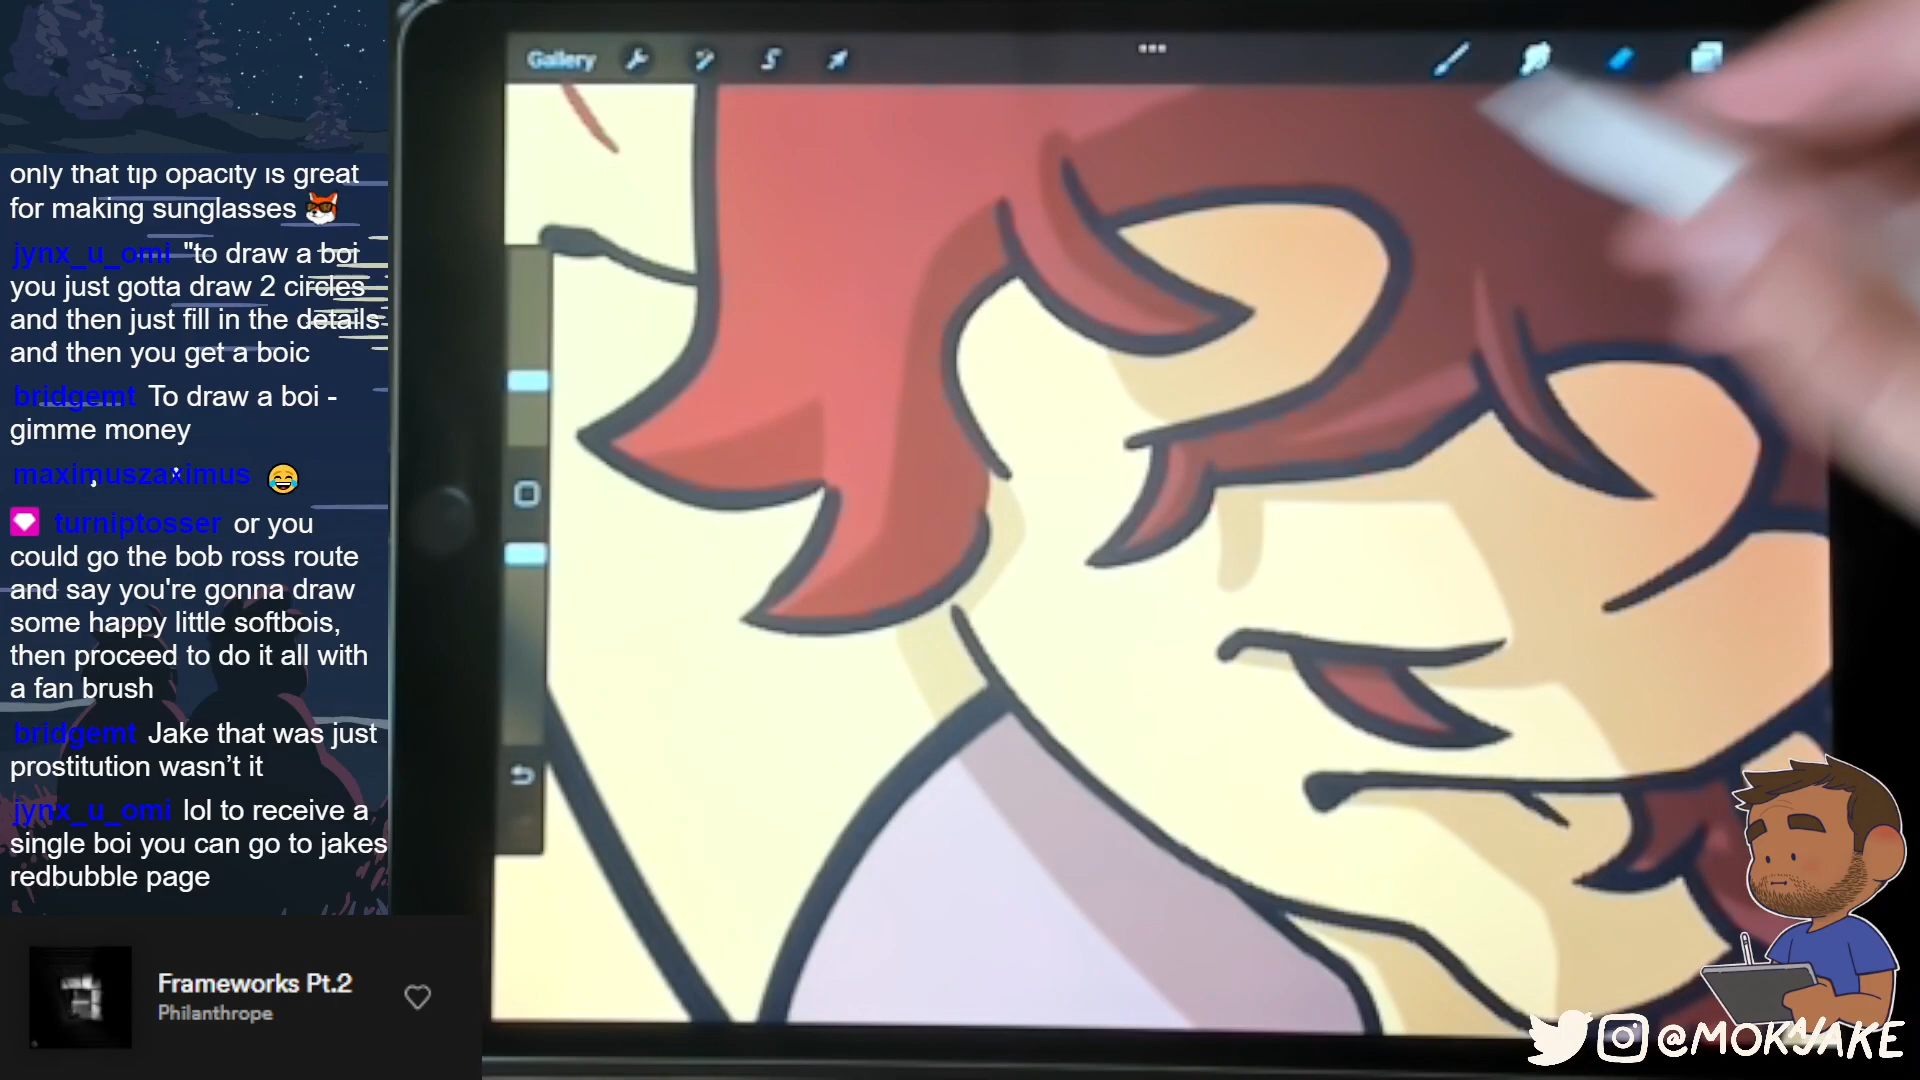 Gallery
only that tip opacity is great
for making sunglasses
jynx_u_omi "to draw a boi
you just gotta draw 2 circles
and then just fill in the details
and then you get a boic
bridgemt To draw a boi -
gimme money
maximuszaximus
turniptosser or you
could go the bob ross route
and say you're gonna draw
some happy little softbois,
then proceed to do it all with
a fan brush
bridgemt Jake that was just
prostitution wasn't it
jynx_u_omi lol to receive a
single boi you can go to jakes
redbubble page
Frameworks Pt.2
Philanthrope
@MOKAJAKE